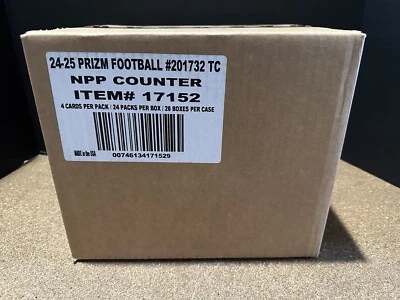 24-25 PRIZM FOOTBALL #201732 TC
NPP COUNTER
ITEM# 17152
4 CARDS PER PACK / 24 PACKS PER BOX / 20 BOXES PER CASE
MADE in the USA
00746134171529